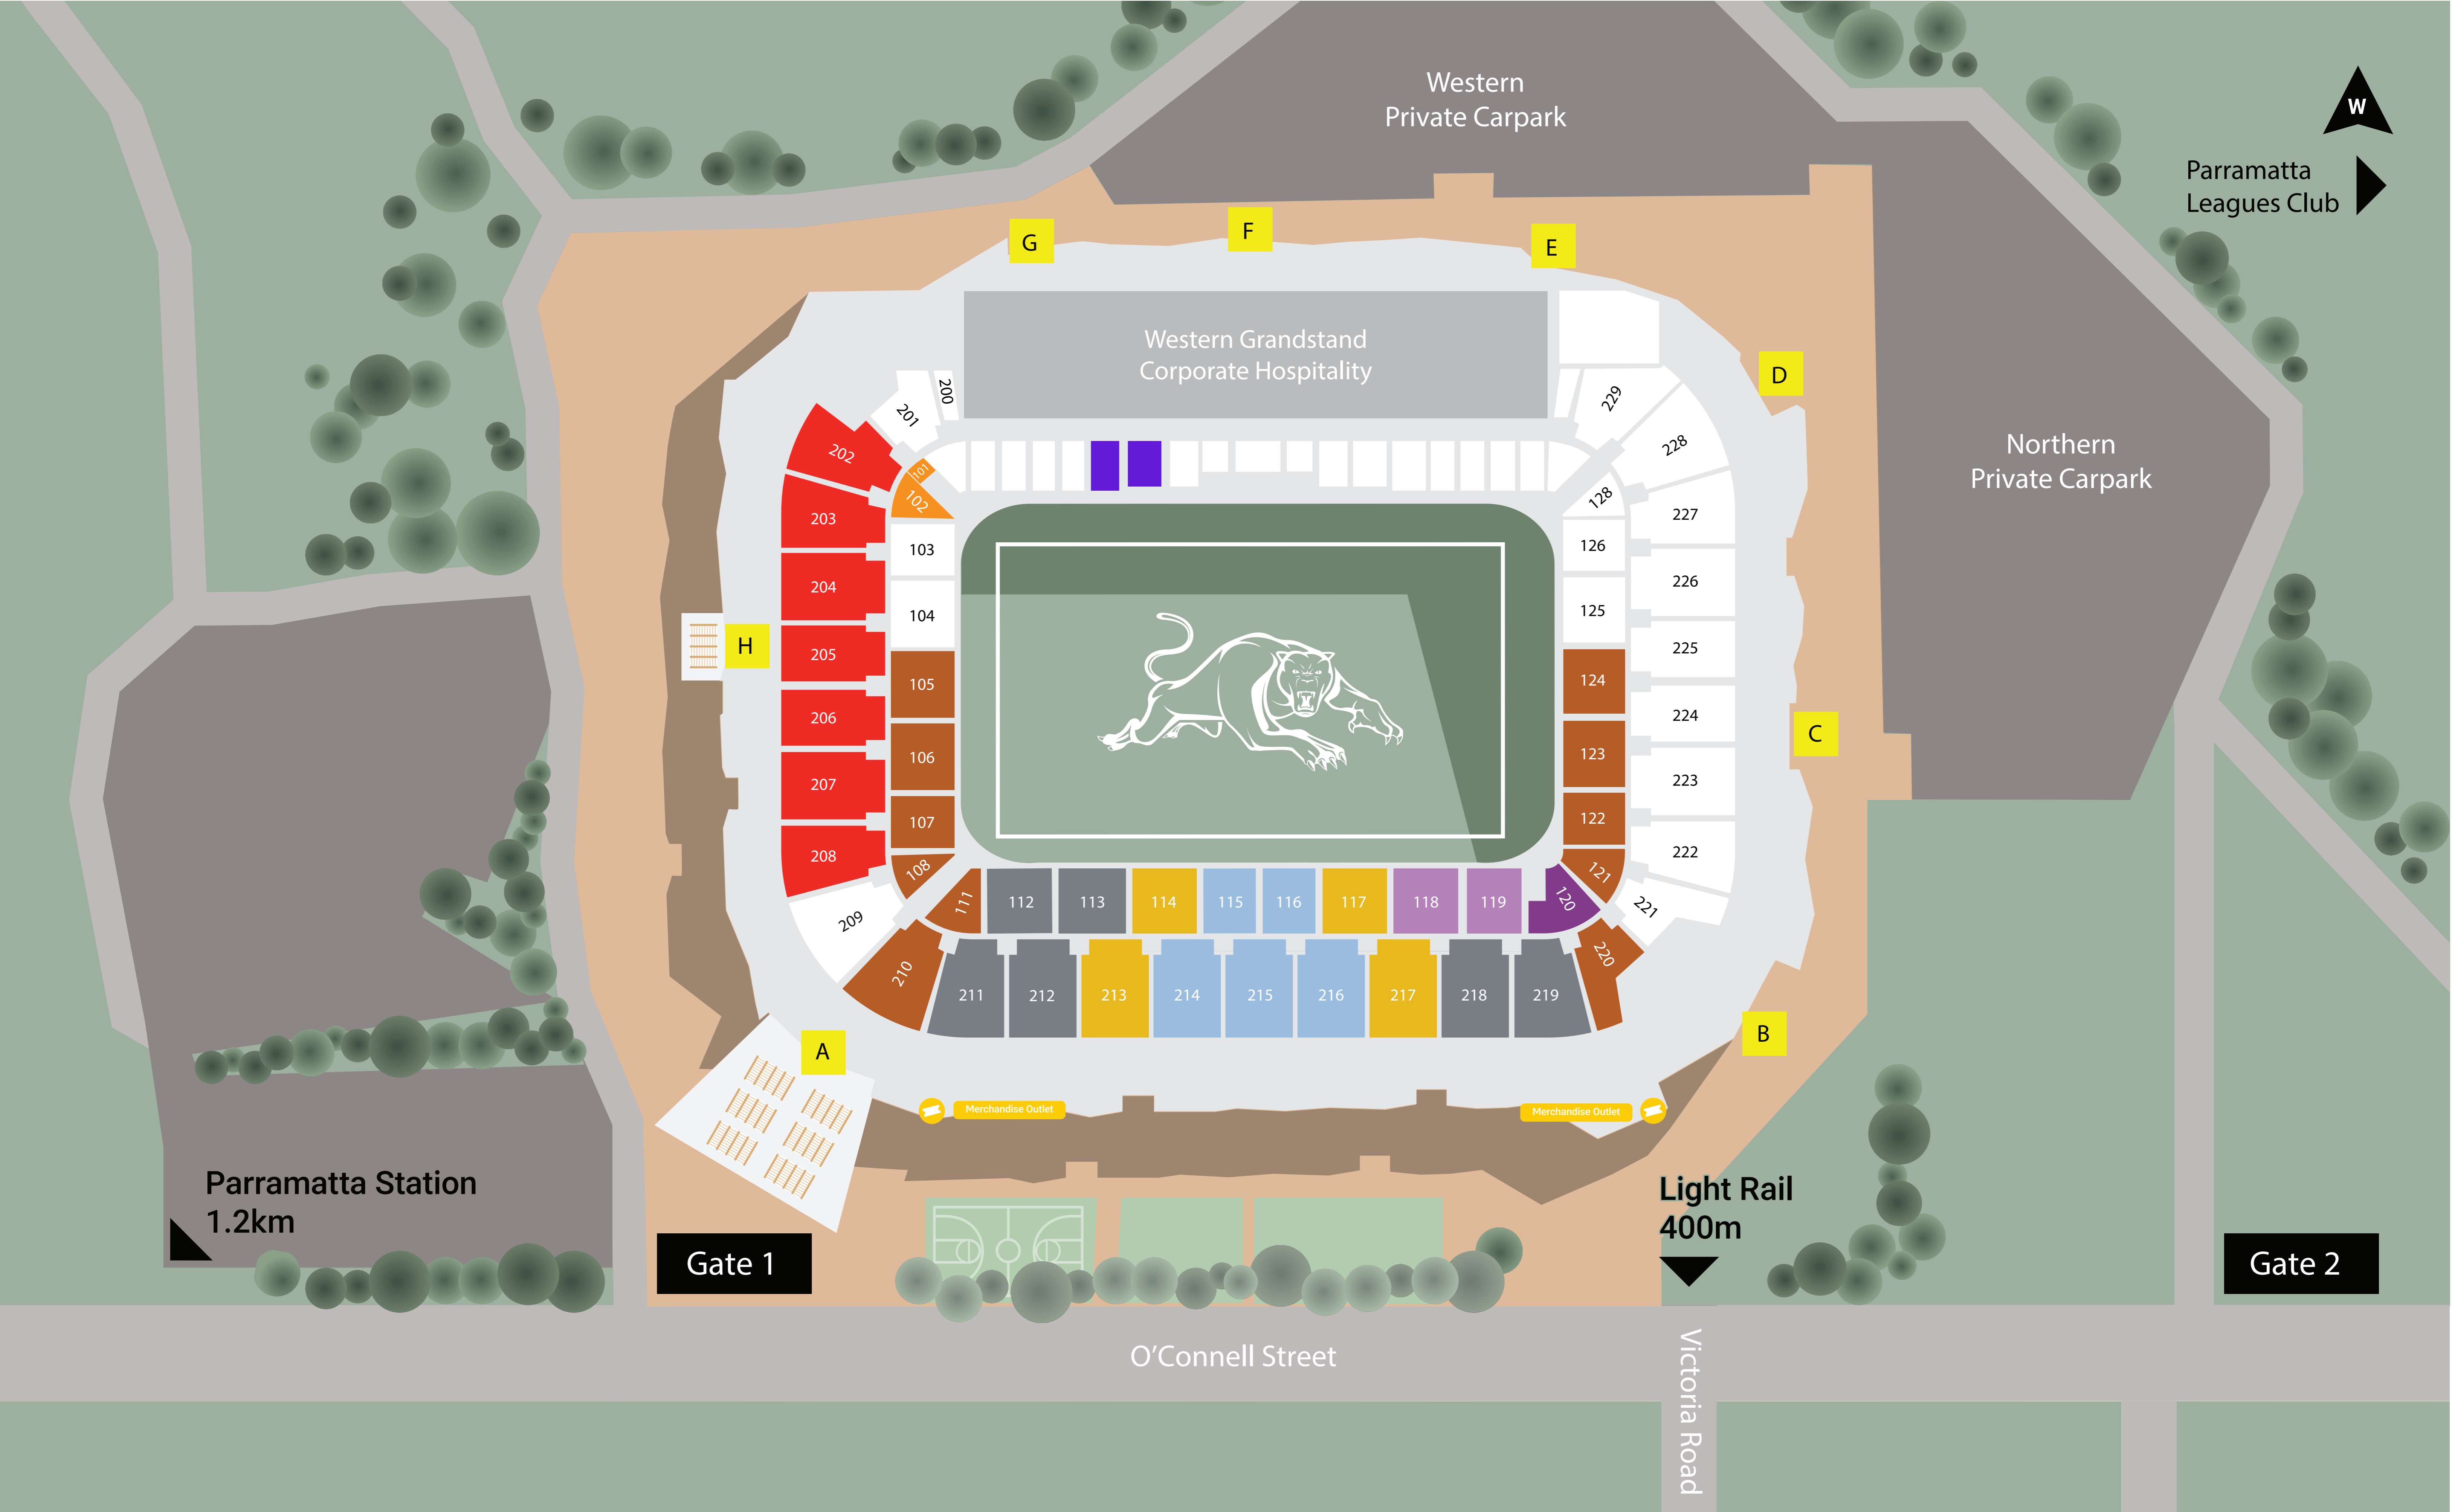 Western
Private Carpark
W
Parramatta
Leagues Club
G
F
E
D
Western Grandstand
Corporate Hospitality
200
201
229
202
101
102
228
Northern
Private Carpark
203
103
128
227
126
204
104
125
226
H
205
105
124
225
206
106
123
224
C
207
107
122
223
208
108
121
222
209
111
112
113
114
115
116
117
118
119
120
221
210
211
212
213
214
215
216
217
218
219
220
A
B
Merchandise Outlet
Merchandise Outlet
Parramatta Station
1.2km
Light Rail
400m
Gate 1
Gate 2
O'Connell Street
Victoria Road